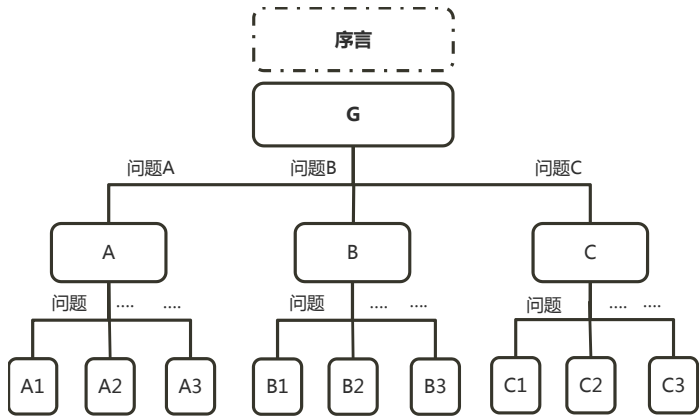 序言
G
问题A 问题B 问题C
A B C
问题 .... .... 问题 .... .... 问题 .... ....
A1 A2 A3 B1 B2 B3 C1 C2 C3